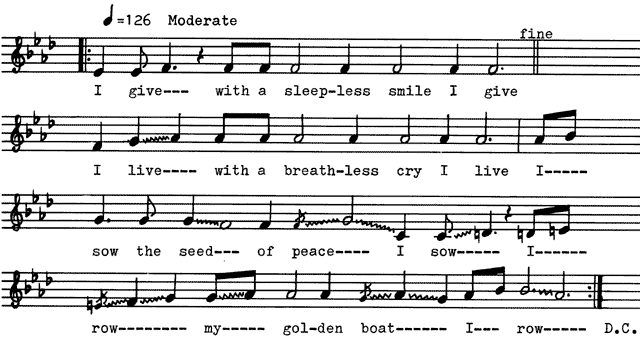 ♩=126 Moderate
fine
I give--- with a sleep-less smile I give
I live---- with a breath-less cry I live I-----
sow the seed--- of peace---- I sow----- I------
row--------- my----- gol-den boat------ I--- row----- D.C.